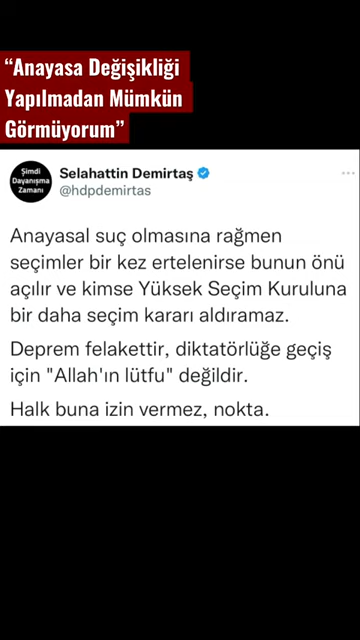 “Anayasa Değişikliği
Yapılmadan Mümkün
Görmüyorum”
Şimdi
Dayanışma
Zamanı
Selahattin Demirtaş
@hdpdemirtas
Anayasal suç olmasına rağmen
seçimler bir kez ertelenirse bunun önü
açılır ve kimse Yüksek Seçim Kuruluna
bir daha seçim kararı aldıramaz.
Deprem felakettir, diktatörlüğe geçiş
için "Allah'ın lütfu" değildir.
Halk buna izin vermez, nokta.